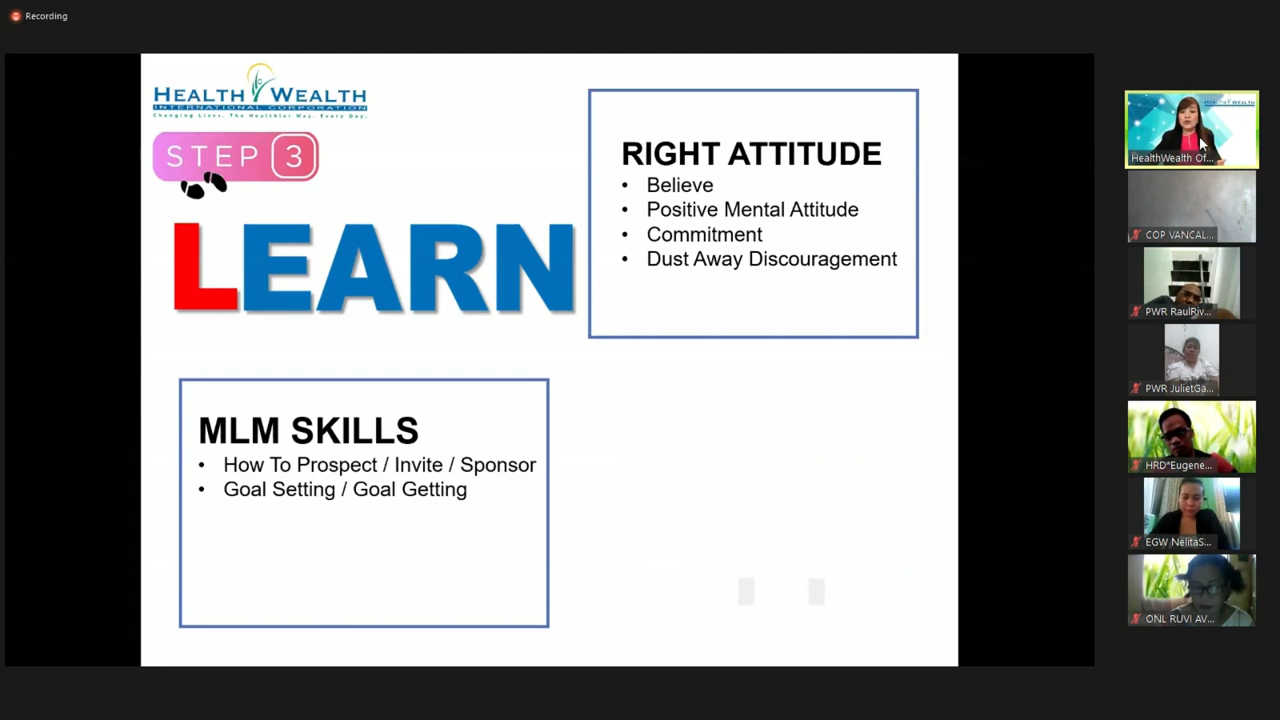 Recording
HEALTH WEALTH
INTERNATIONAL CORPORATION
Changing Lives. The Healthier Way. Every Day.
STEP 3
LEARN
RIGHT ATTITUDE
• Believe
• Positive Mental Attitude
• Commitment
• Dust Away Discouragement
MLM SKILLS
• How To Prospect / Invite / Sponsor
• Goal Setting / Goal Getting
HEALTH WEALTH
HealthWealth Of...
COP VANCAL...
PWR RaulRiv...
PWR JulietGa...
HRD*Eugene...
EGW NelitaS...
ONL RUVI AV...